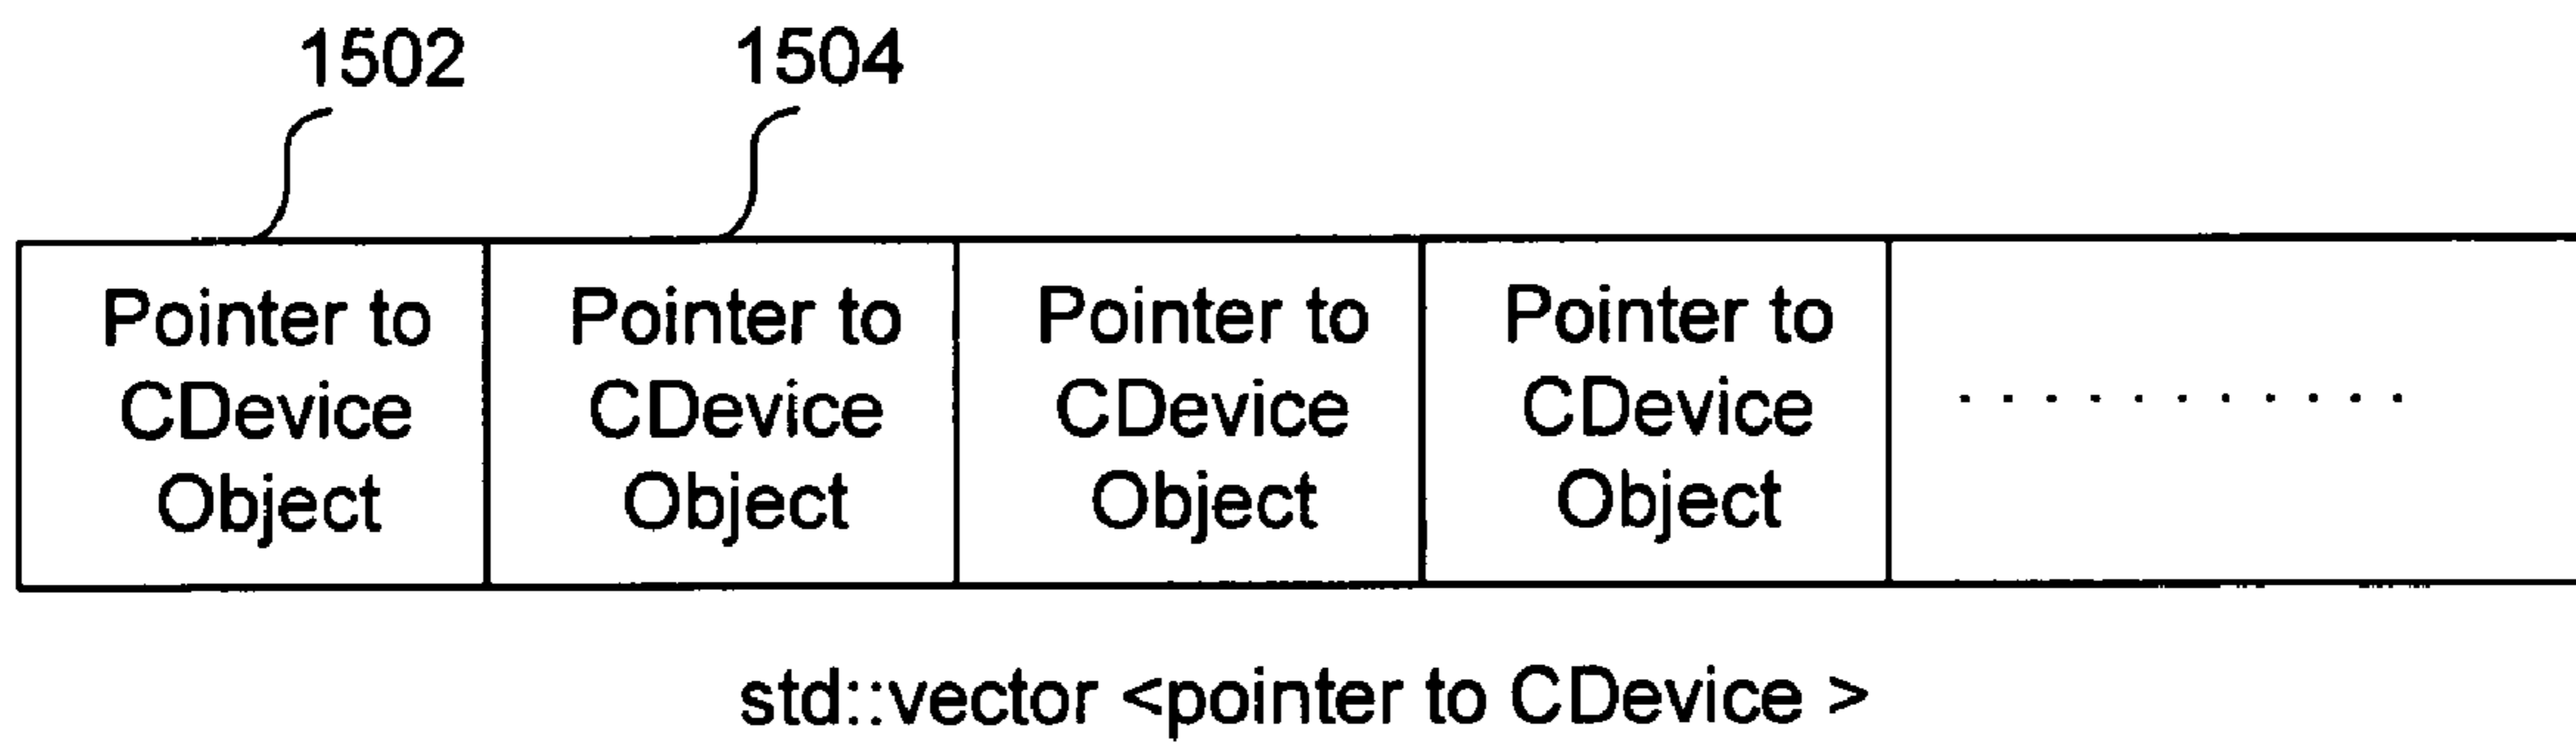 1502 1504
Pointer to Pointer to Pointer to Pointer to
CDevice CDevice CDevice CDevice ...........
Object Object Object Object
std::vector <pointer to CDevice >